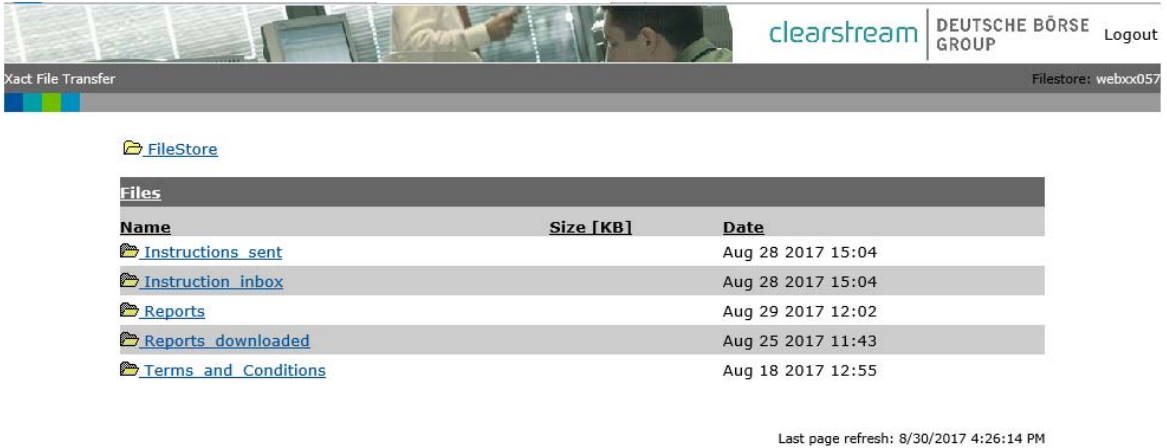 clearstream DEUTSCHE BÖRSE GROUP Logout
Xact File Transfer Filestore: webxx057
FileStore
Files
Name Size [KB] Date
Instructions_sent Aug 28 2017 15:04
Instruction_inbox Aug 28 2017 15:04
Reports Aug 29 2017 12:02
Reports_downloaded Aug 25 2017 11:43
Terms_and_Conditions Aug 18 2017 12:55
Last page refresh: 8/30/2017 4:26:14 PM